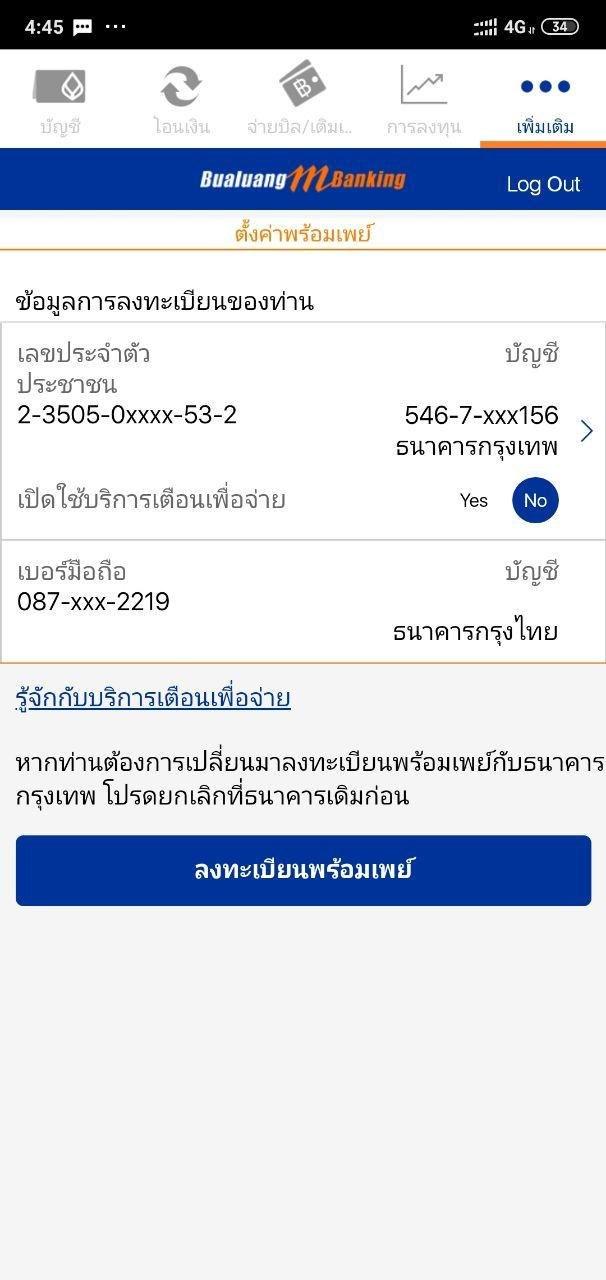 4:45 ... 4G 34
บัญชี โอนเงิน จ่ายบิล/เติมเ.. การลงทุน เพิ่มเติม
Bualuang m Banking Log Out
ตั้งค่าพร้อมเพย์
ข้อมูลการลงทะเบียนของท่าน
เลขประจำตัว บัญชี
ประชาชน
2-3505-0xxxx-53-2 546-7-xxx156
ธนาคารกรุงเทพ
เปิดใช้บริการเตือนเพื่อจ่าย Yes No
เบอร์มือถือ บัญชี
087-xxx-2219
ธนาคารกรุงไทย
รู้จักกับบริการเตือนเพื่อจ่าย
หากท่านต้องการเปลี่ยนมาลงทะเบียนพร้อมเพย์กับธนาคาร
กรุงเทพ โปรดยกเลิกที่ธนาคารเดิมก่อน
ลงทะเบียนพร้อมเพย์